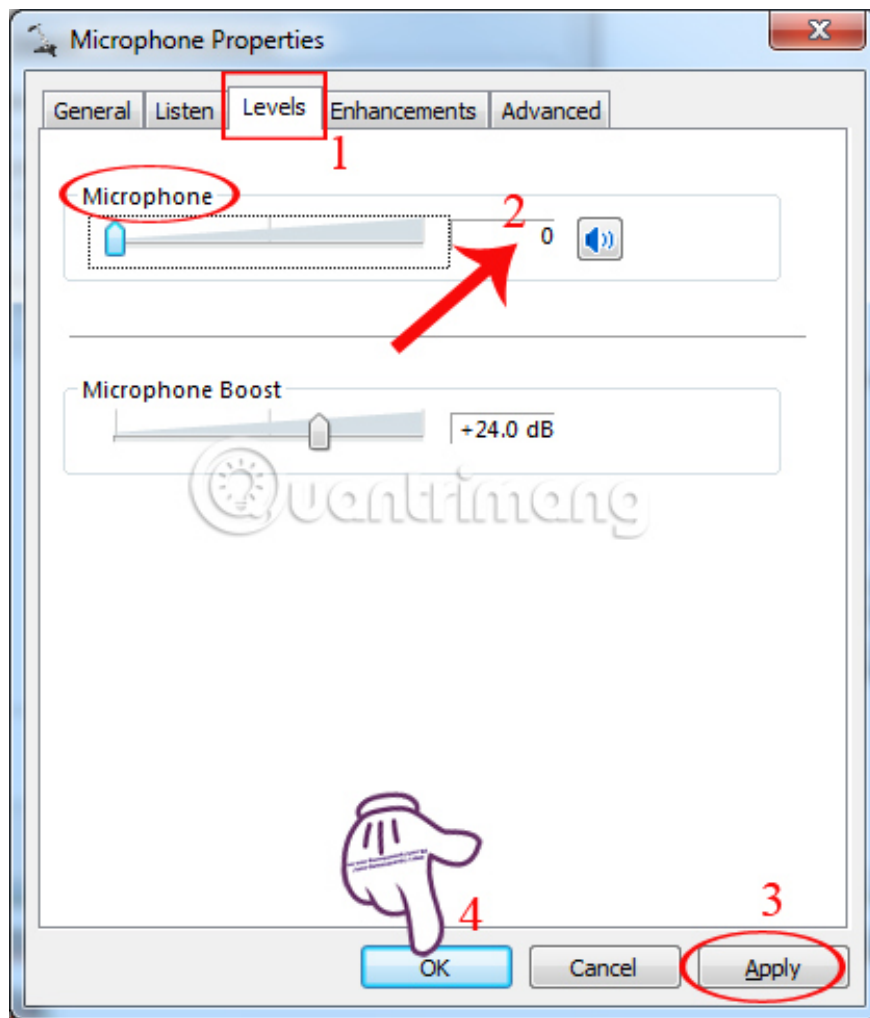 Microphone Properties
General Listen Levels Enhancements Advanced
1
Microphone
2
0
Microphone Boost
+24.0 dB
Quantrimang
4
3
OK Cancel Apply